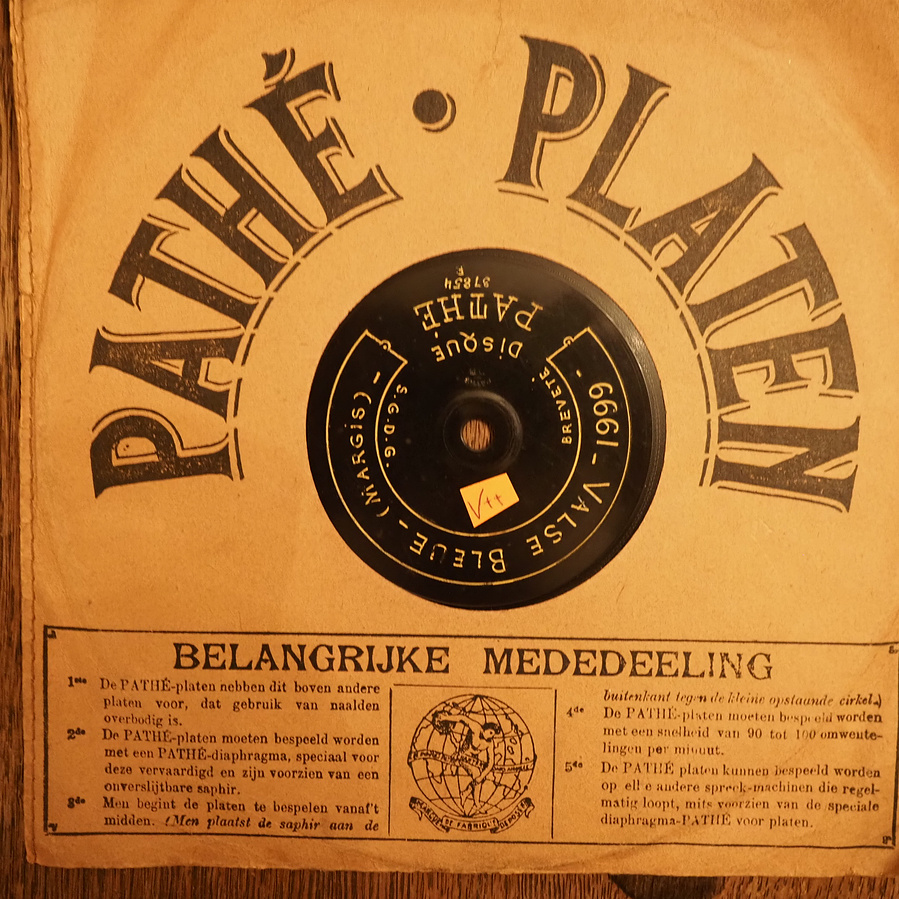 PATHÉ • PLATEN
37854
PATHÉ
DISQUE
BREVETÉ S.G.D.G.
1699 - VALSE BLEUE - (MARGIS) -
V++
BELANGRIJKE MEDEDEELING
1ste De PATHÉ-platen hebben dit boven andere
platen voor, dat gebruik van naalden
overbodig is.
2de De PATHÉ-platen moeten bespeeld worden
met een PATHÉ-diaphragma, speciaal voor
deze vervaardigd en zijn voorzien van een
onverslijtbare saphir.
3de Men begint de platen te bespelen vanaf't
midden. (Men plaatst de saphir aan de
buitenkant tegen de kleine opstaande cirkel.)
4de De PATHÉ-platen moeten bespeeld worden
met een snelheid van 90 tot 100 omwente-
lingen per minuut.
5de De PATHÉ platen kunnen bespeeld worden
op elke andere spreek-machinen die regel-
matig loopt, mits voorzien van de speciale
diaphragma-PATHÉ voor platen.
DE FABRIQUE DEPOSÉE